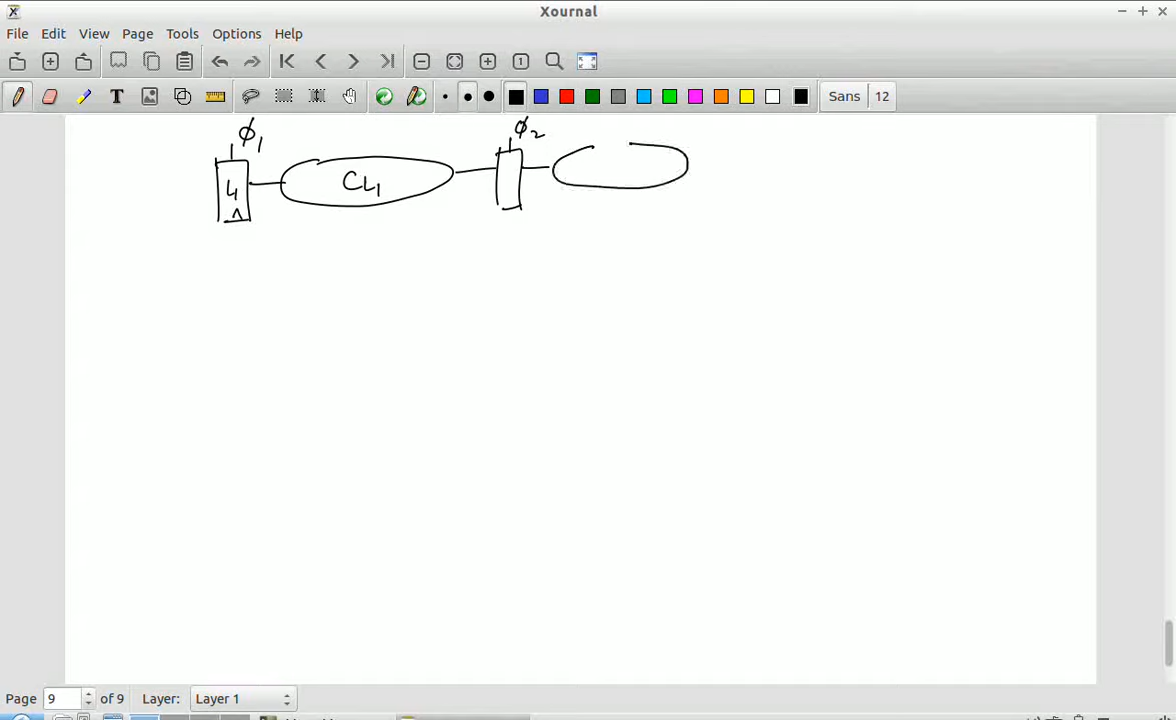 Xournal
File Edit View Page Tools Options Help
Sans 12
ϕ1 ϕ2
CL1
Page 9 of 9 Layer: Layer 1